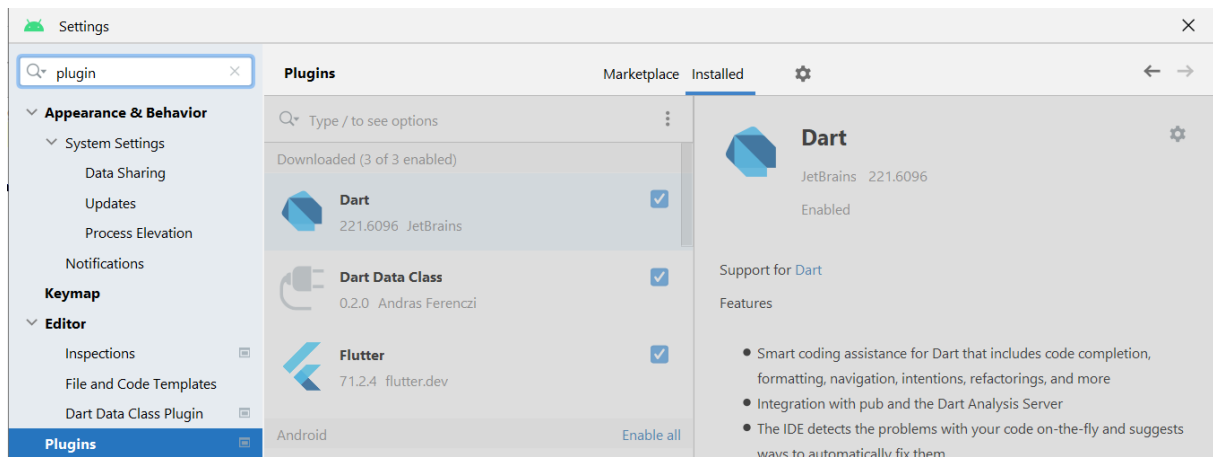 Settings
plugin
Appearance & Behavior
System Settings
Data Sharing
Updates
Process Elevation
Notifications
Keymap
Editor
Inspections
File and Code Templates
Dart Data Class Plugin
Plugins
Plugins
Marketplace Installed
Type / to see options
Downloaded (3 of 3 enabled)
Dart
221.6096 JetBrains
Dart Data Class
0.2.0 Andras Ferenczi
Flutter
71.2.4 flutter.dev
Android Enable all
Dart
JetBrains 221.6096
Enabled
Support for Dart
Features
Smart coding assistance for Dart that includes code completion,
formatting, navigation, intentions, refactorings, and more
Integration with pub and the Dart Analysis Server
The IDE detects the problems with your code on-the-fly and suggests
ways to automatically fix them